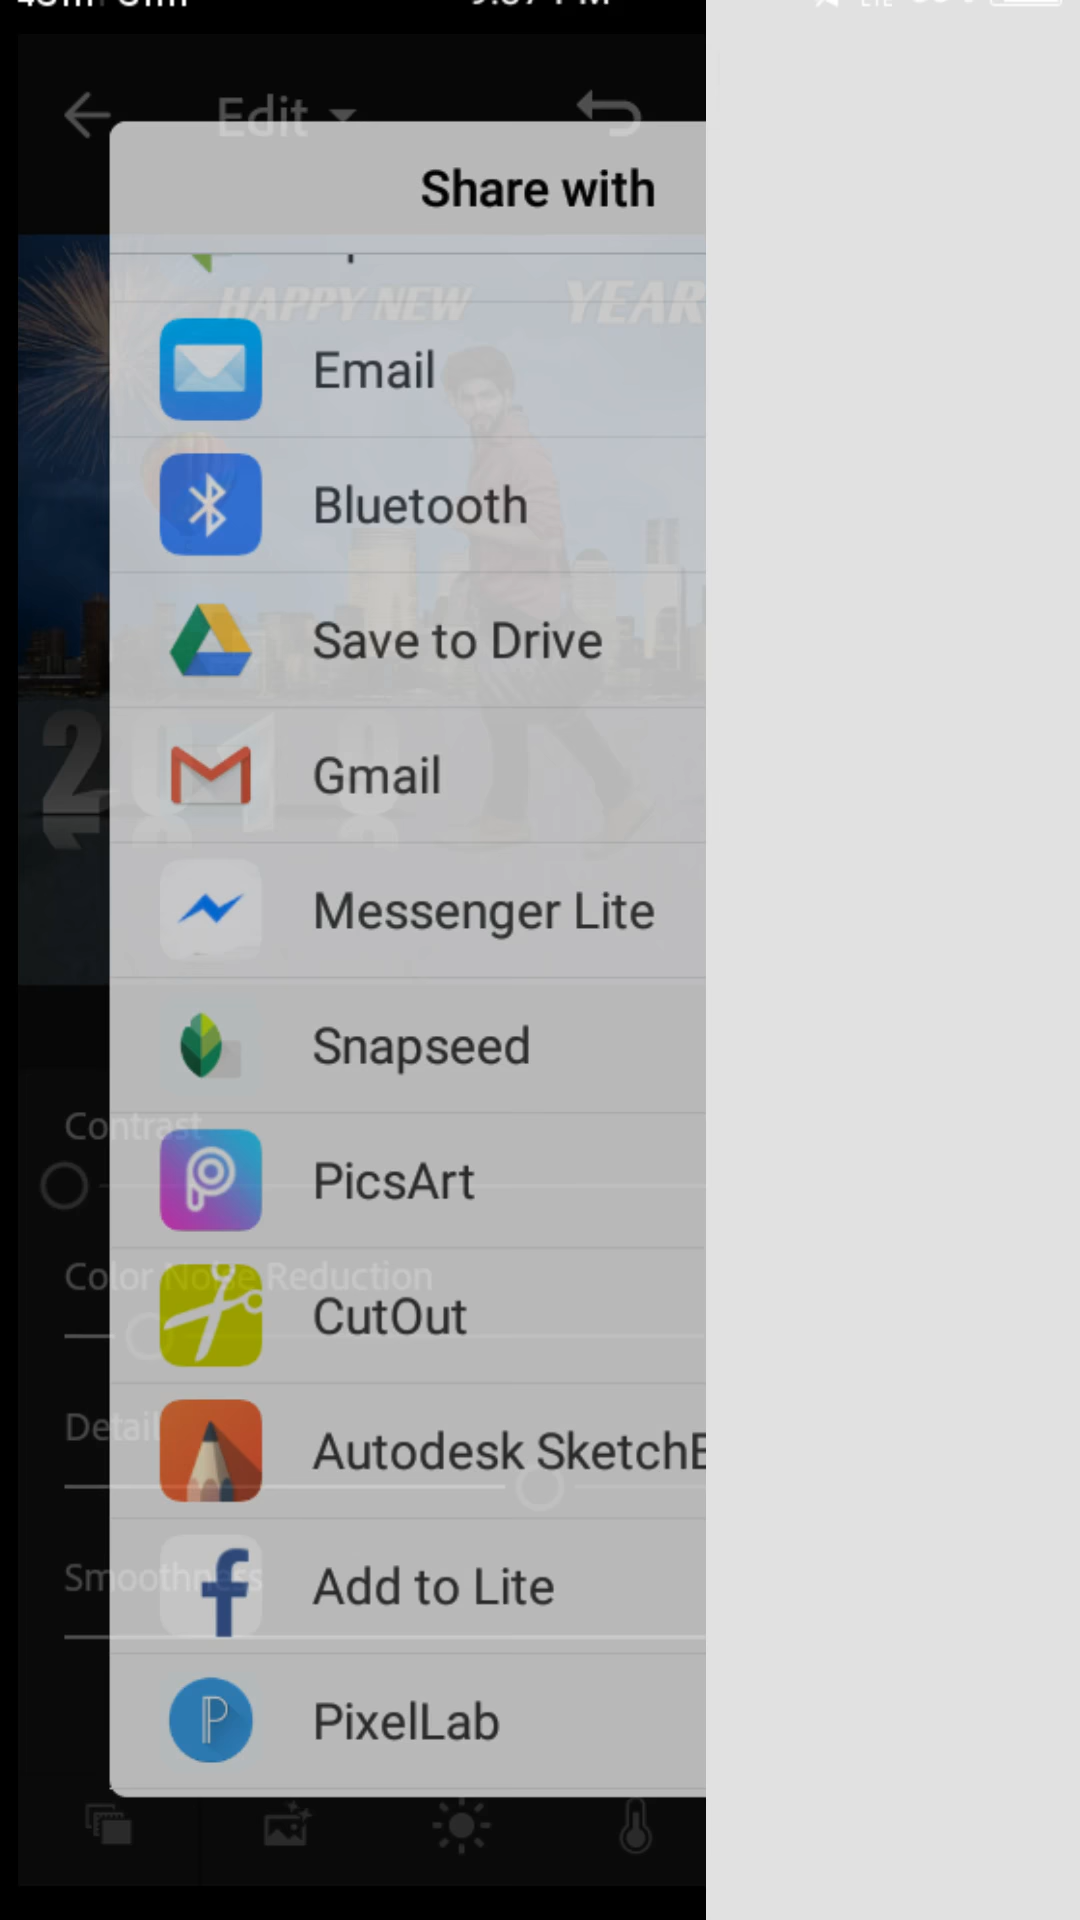 Edit
Share with
HAPPY NEW YEAR
Email
Bluetooth
Save to Drive
2018
Gmail
Messenger Lite
Snapseed
Contrast
PicsArt
Color Noise Reduction
CutOut
Detail
Autodesk SketchB
Smoothness
Add to Lite
PixelLab